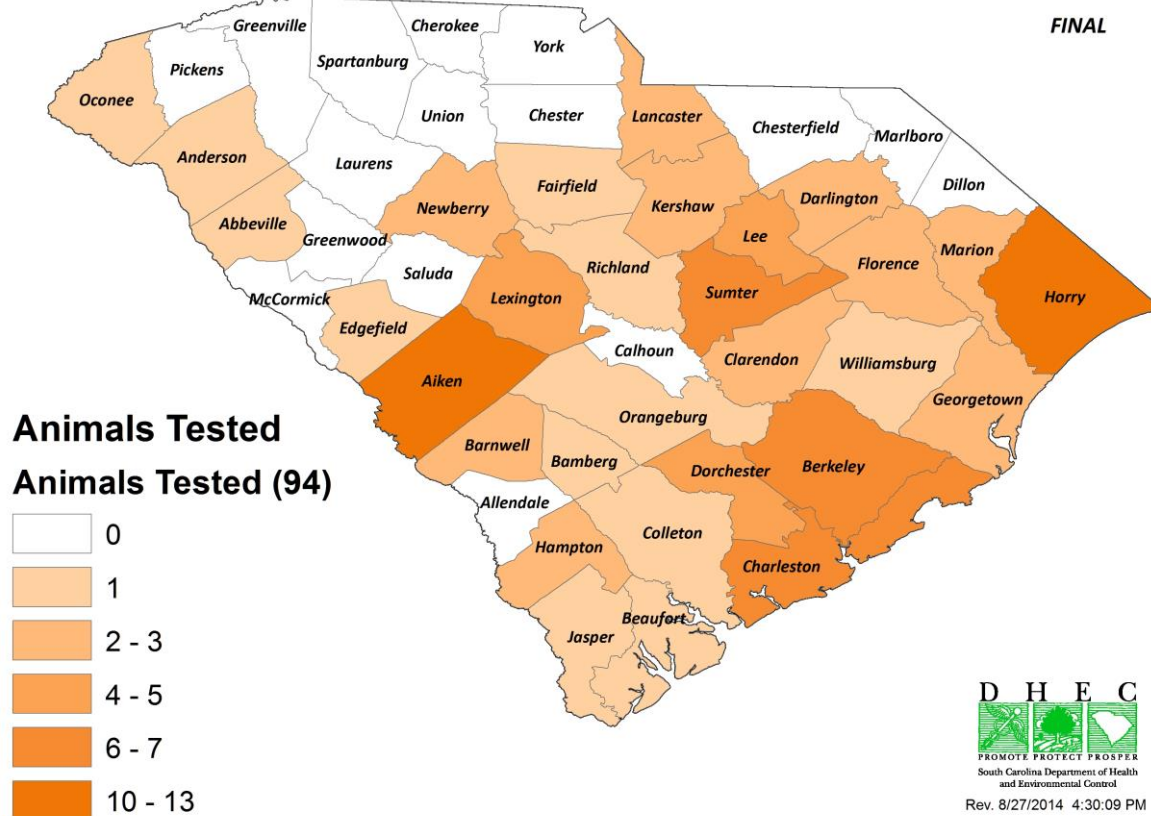 FINAL
Greenville
Cherokee
York
Spartanburg
Pickens
Oconee
Union
Chester
Lancaster
Chesterfield
Marlboro
Anderson
Laurens
Fairfield
Kershaw
Darlington
Dillon
Abbeville
Newberry
Greenwood
Lee
Florence
Marion
Saluda
Richland
McCormick
Lexington
Sumter
Horry
Edgefield
Calhoun
Clarendon
Williamsburg
Aiken
Georgetown
Orangeburg
Barnwell
Bamberg
Dorchester
Berkeley
Allendale
Colleton
Hampton
Charleston
Beaufort
Jasper
Animals Tested
Animals Tested (94)
0
1
2 - 3
4 - 5
6 - 7
10 - 13
D H E C
PROMOTE PROTECT PROSPER
South Carolina Department of Health
and Environmental Control
Rev. 8/27/2014 4:30:09 PM